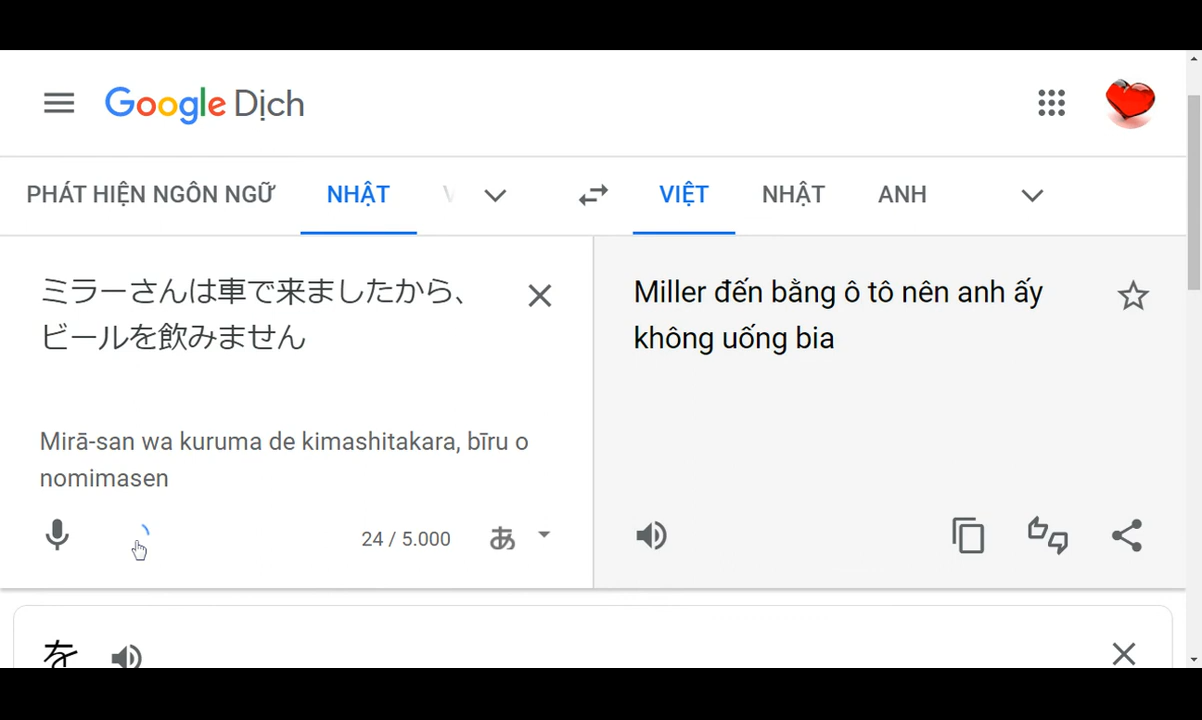 Google Dịch
PHÁT HIỆN NGÔN NGỮ NHẬT VIỆT NHẬT ANH
ミラーさんは車で来ましたから、
ビールを飲みません
Mirā-san wa kuruma de kimashitakara, bīru o
nomimasen
24 / 5.000 あ
Miller đến bằng ô tô nên anh ấy
không uống bia
を